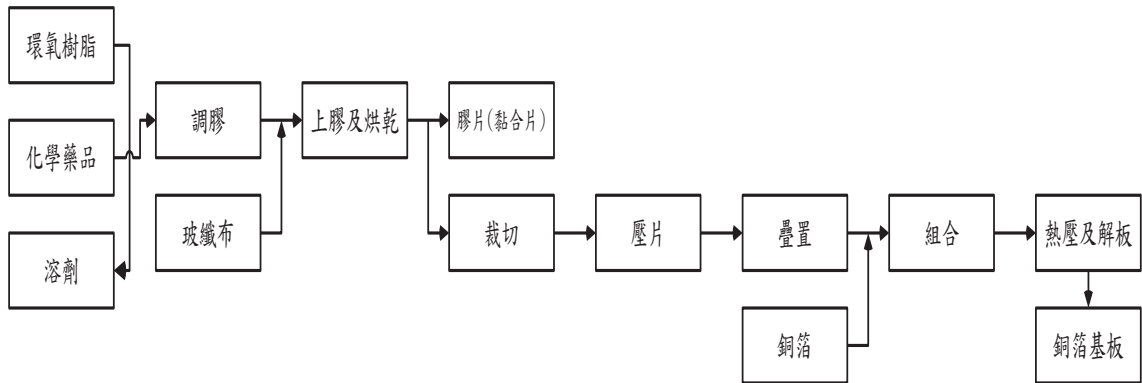 環氧樹脂
化學藥品
溶劑
調膠
玻纖布
上膠及烘乾
膠片(黏合片)
裁切
壓片
疊置
銅箔
組合
熱壓及解板
銅箔基板